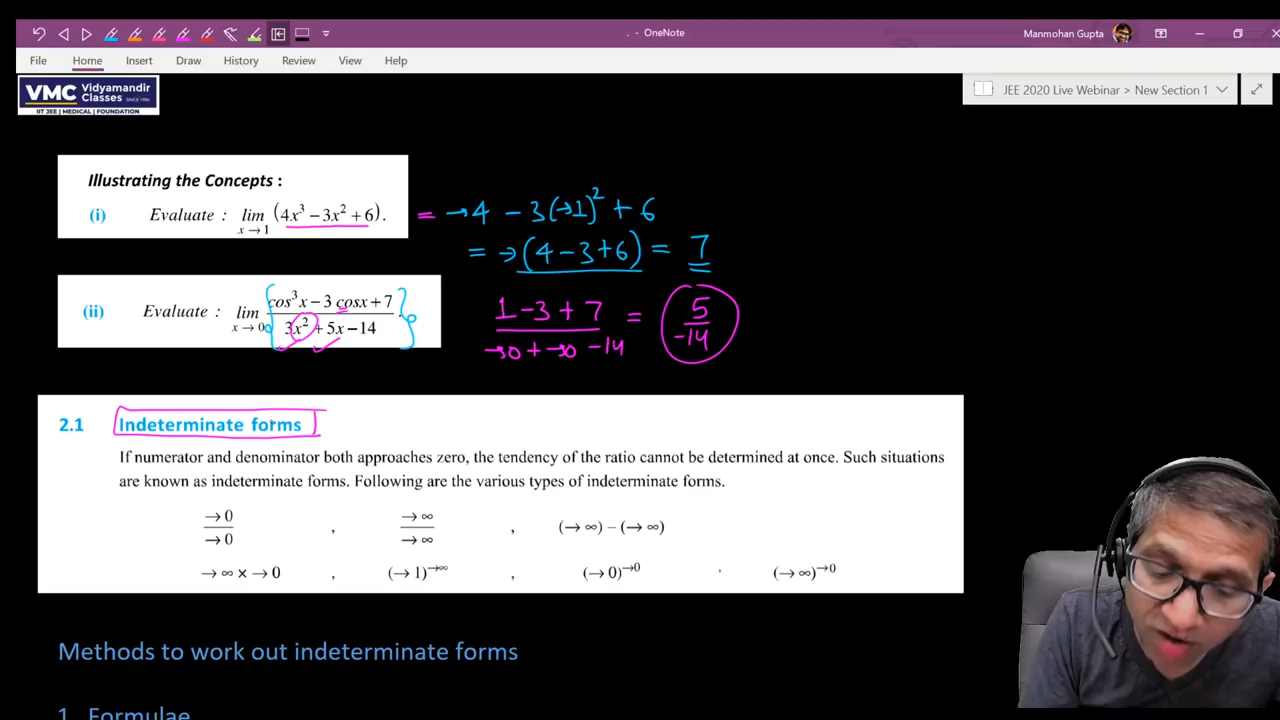 - OneNote
Manmohan Gupta
File Home Insert Draw History Review View Help
VMC Vidyamandir Classes SINCE 1986
IIT JEE | MEDICAL | FOUNDATION
JEE 2020 Live Webinar > New Section 1
Illustrating the Concepts :
(i) Evaluate : lim x→1 (4x³ − 3x² + 6). = →4 − 3(→1)² + 6
= →(4 − 3 + 6) = 7
(ii) Evaluate : lim x→0 (cos³x − 3 cosx + 7)/(3x² + 5x − 14). (1 − 3 + 7)/(→0 + →0 − 14) = 5/−14
2.1 Indeterminate forms
If numerator and denominator both approaches zero, the tendency of the ratio cannot be determined at once. Such situations
are known as indeterminate forms. Following are the various types of indeterminate forms.
→0/→0 , →∞/→∞ , (→∞) − (→∞)
→∞ × →0 , (→1)^→∞ , (→0)^→0 , (→∞)^→0
Methods to work out indeterminate forms
1. Formulae